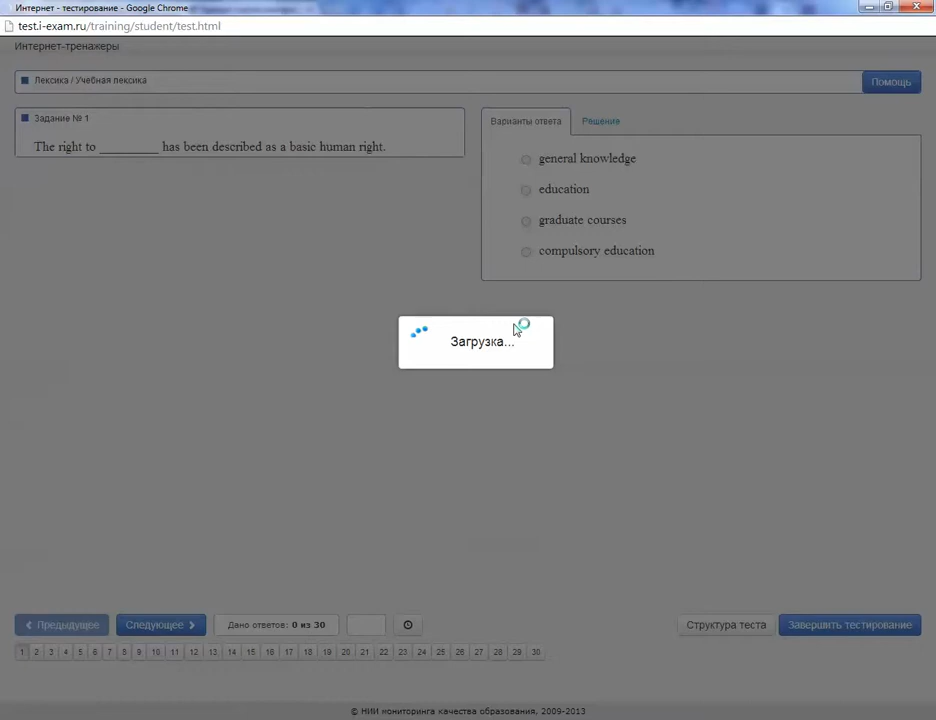 Интернет - тестирование - Google Chrome
test.i-exam.ru/training/student/test.html
Интернет-тренажеры
Лексика / Учебная лексика
Помощь
Задание № 1
The right to _________ has been described as a basic human right.
Варианты ответа
Решение
general knowledge
education
graduate courses
compulsory education
Загрузка...
Предыдущее
Следующее
Дано ответов: 0 из 30
Структура теста
Завершить тестирование
1 2 3 4 5 6 7 8 9 10 11 12 13 14 15 16 17 18 19 20 21 22 23 24 25 26 27 28 29 30
© НИИ мониторинга качества образования, 2009-2013